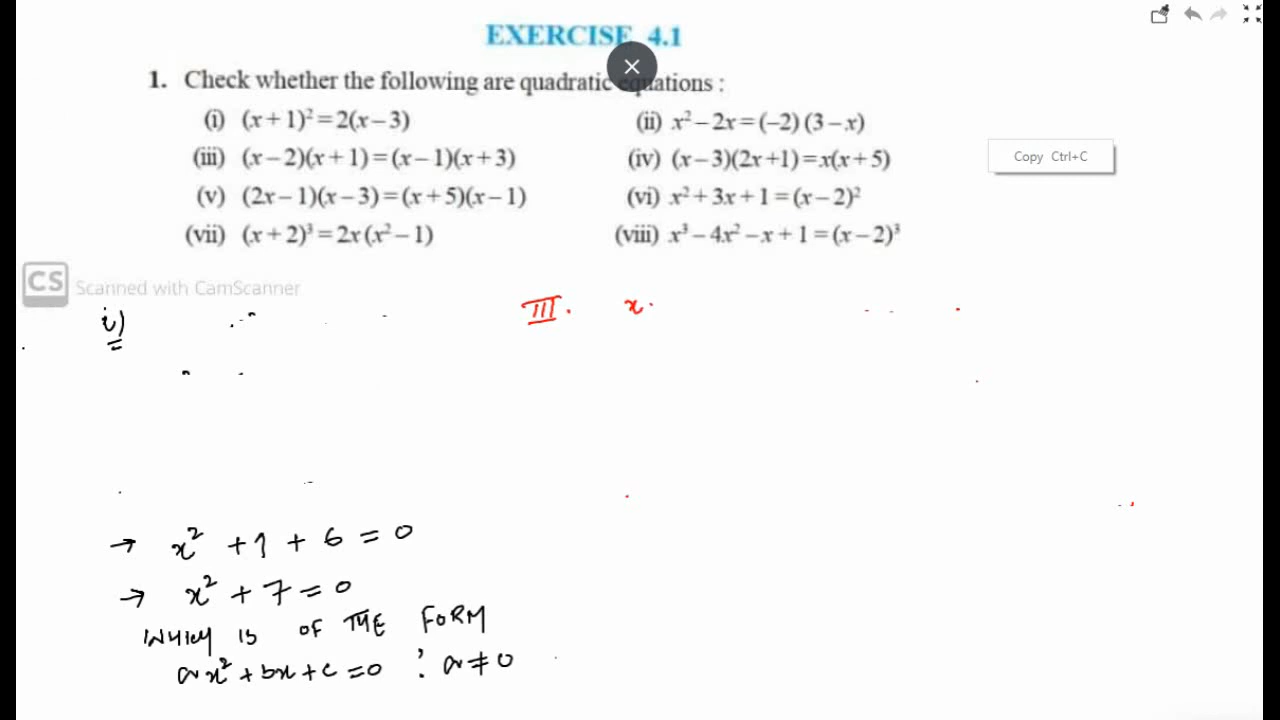 EXERCISE 4.1
1. Check whether the following are quadratic equations :
(i) (x + 1)² = 2(x – 3)
(ii) x² – 2x = (–2) (3 – x)
(iii) (x – 2)(x + 1) = (x – 1)(x + 3)
(iv) (x – 3)(2x +1) = x(x + 5)
(v) (2x – 1)(x – 3) = (x + 5)(x – 1)
(vi) x² + 3x + 1 = (x – 2)²
(vii) (x + 2)³ = 2x (x² – 1)
(viii) x³ – 4x² – x + 1 = (x – 2)³
Copy Ctrl+C
CS Scanned with CamScanner
i)
III. x
→ x² + 1 + 6 = 0
→ x² + 7 = 0
Which is OF THE FORM
ax² + bx + c = 0 ; a ≠ 0